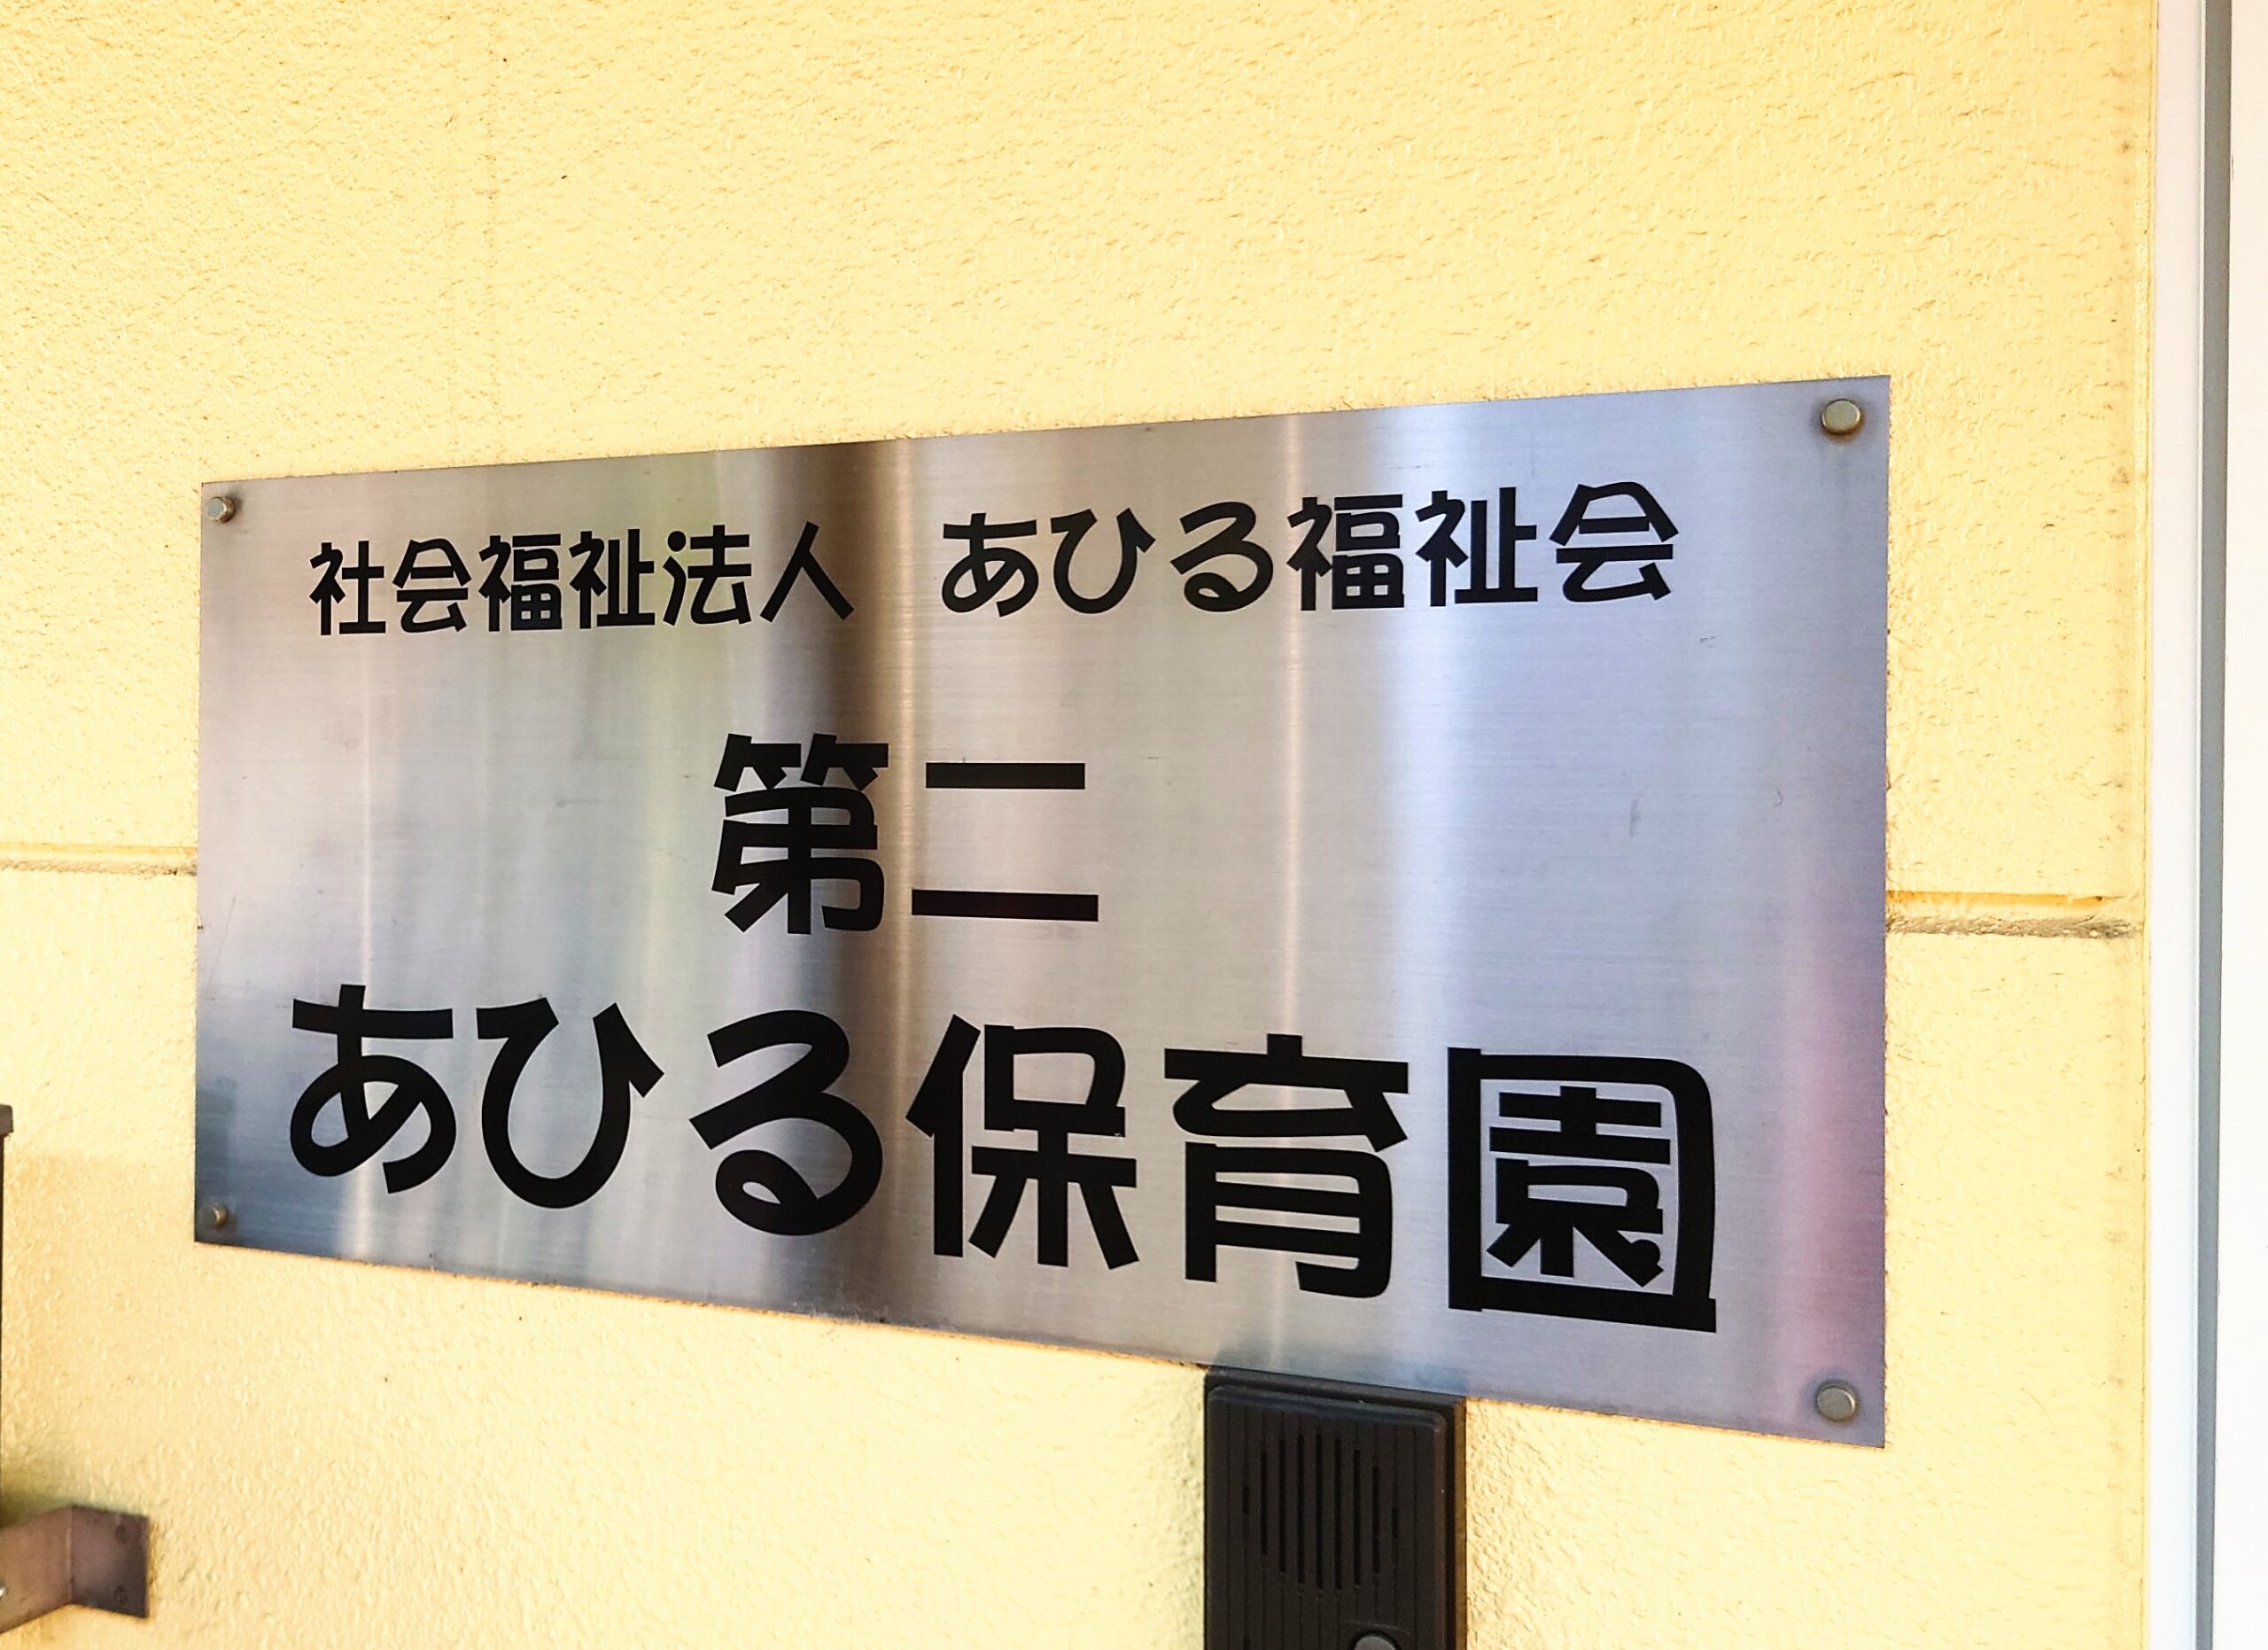 社会福祉法人　あひる福祉会
第二
あひる保育園